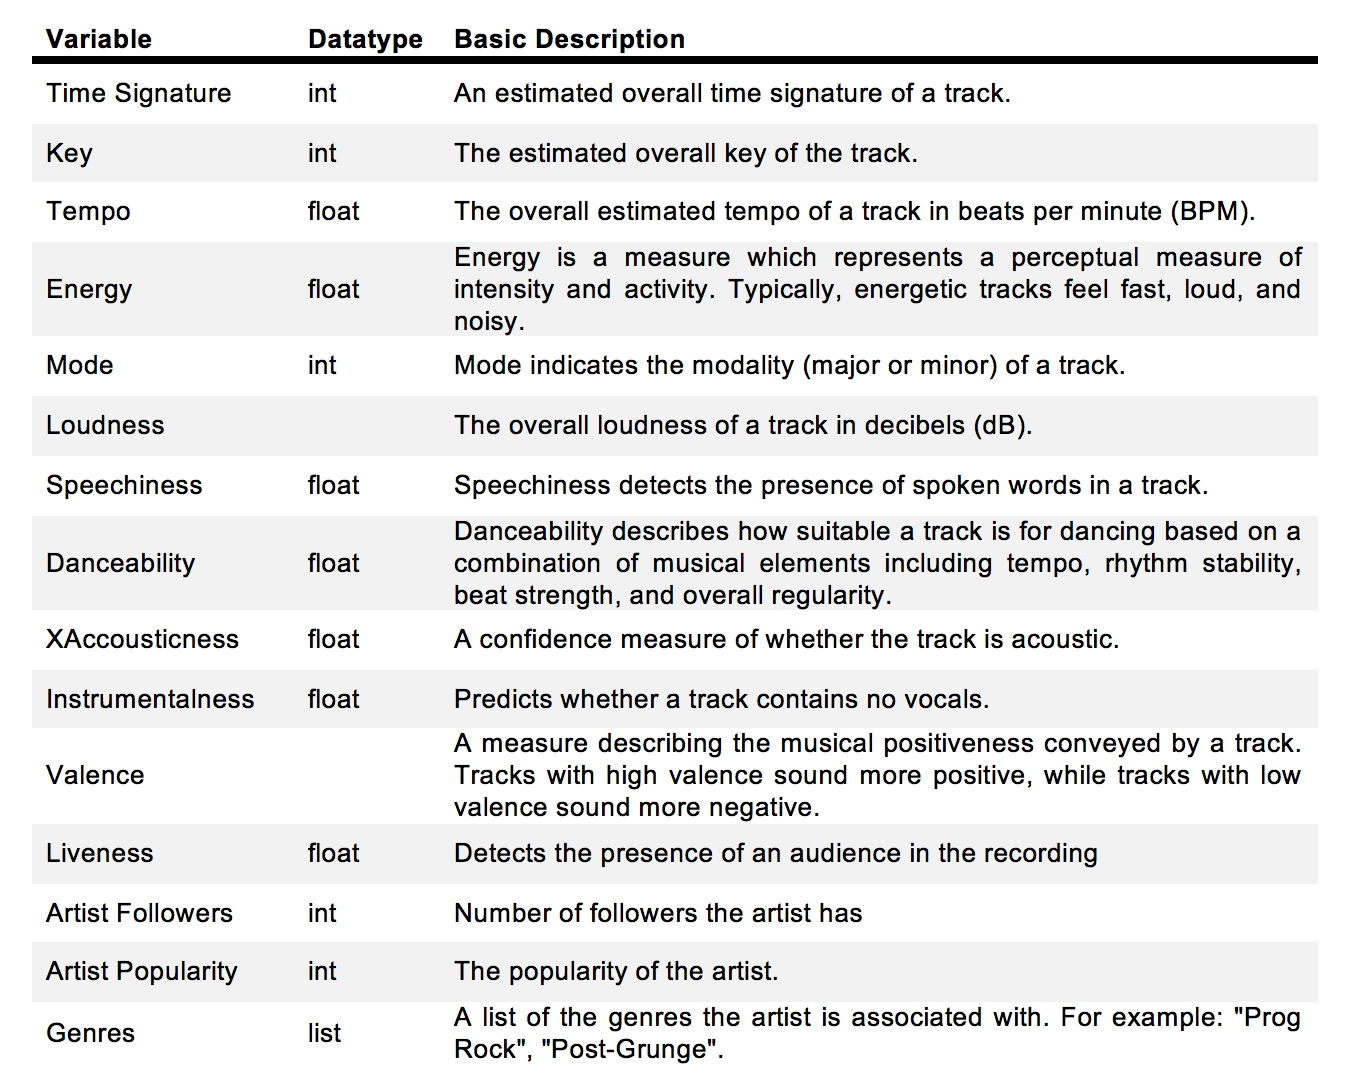 Variable Datatype Basic Description
Time Signature int An estimated overall time signature of a track.
Key int The estimated overall key of the track.
Tempo float The overall estimated tempo of a track in beats per minute (BPM).
Energy is a measure which represents a perceptual measure of
Energy float intensity and activity. Typically, energetic tracks feel fast, loud, and
noisy.
Mode int Mode indicates the modality (major or minor) of a track.
Loudness The overall loudness of a track in decibels (dB).
Speechiness float Speechiness detects the presence of spoken words in a track.
Danceability describes how suitable a track is for dancing based on a
Danceability float combination of musical elements including tempo, rhythm stability,
beat strength, and overall regularity.
XAccousticness float A confidence measure of whether the track is acoustic.
Instrumentalness float Predicts whether a track contains no vocals.
A measure describing the musical positiveness conveyed by a track.
Valence Tracks with high valence sound more positive, while tracks with low
valence sound more negative.
Liveness float Detects the presence of an audience in the recording
Artist Followers int Number of followers the artist has
Artist Popularity int The popularity of the artist.
Genres list A list of the genres the artist is associated with. For example: "Prog
Rock", "Post-Grunge".